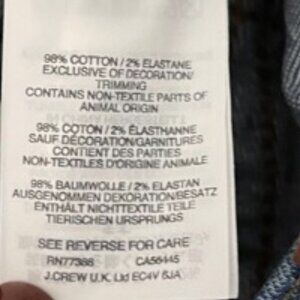 98% COTTON / 2% ELASTANE
EXCLUSIVE OF DECORATION/
TRIMMING
CONTAINS NON-TEXTILE PARTS OF
ANIMAL ORIGIN
98% COTON / 2% ÉLASTHANNE
SAUF DÉCORATION/GARNITURES
CONTIENT DES PARTIES
NON-TEXTILES D'ORIGINE ANIMALE
98% BAUMWOLLE / 2% ELASTAN
AUSGENOMMEN DEKORATION/BESATZ
ENTHÄLT NICHTTEXTILE TEILE
TIERISCHEN URSPRUNGS
SEE REVERSE FOR CARE
RN77388 CA56445
J.CREW U.K. Ltd EC4V 6JA